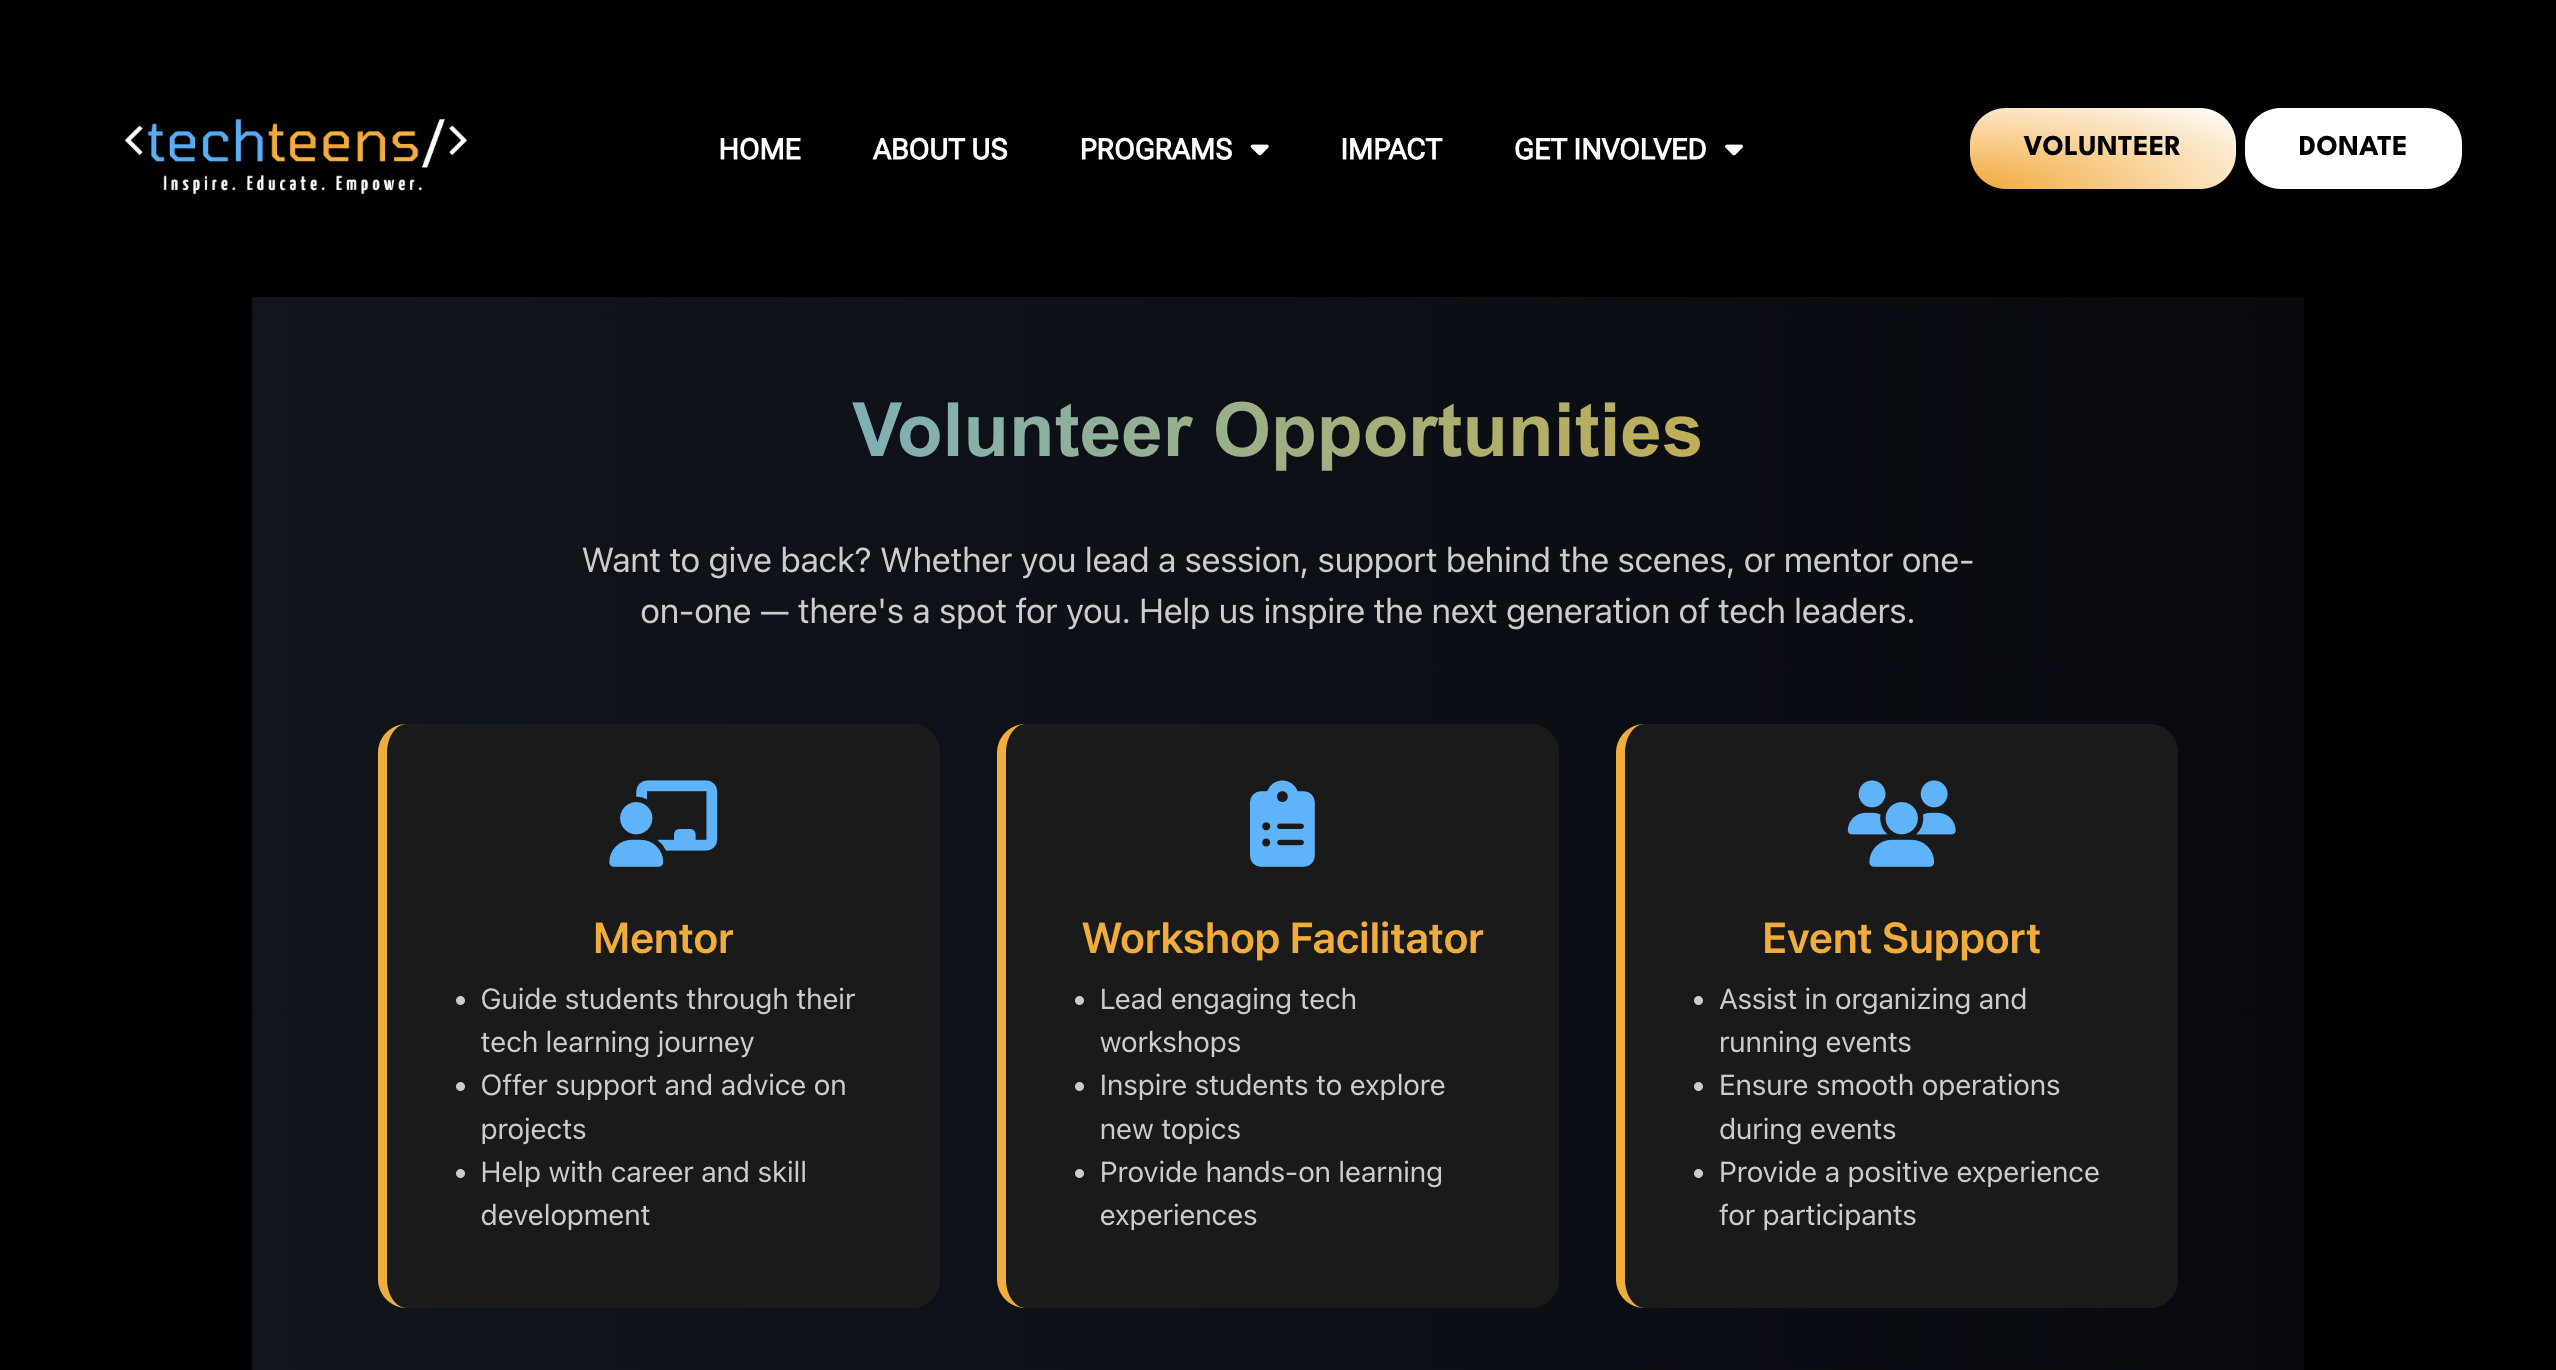 <techteens/>
Inspire. Educate. Empower.
HOME
ABOUT US
PROGRAMS
IMPACT
GET INVOLVED
VOLUNTEER
DONATE
Volunteer Opportunities
Want to give back? Whether you lead a session, support behind the scenes, or mentor one-
on-one — there's a spot for you. Help us inspire the next generation of tech leaders.
Mentor
• Guide students through their
tech learning journey
• Offer support and advice on
projects
• Help with career and skill
development
Workshop Facilitator
• Lead engaging tech
workshops
• Inspire students to explore
new topics
• Provide hands-on learning
experiences
Event Support
• Assist in organizing and
running events
• Ensure smooth operations
during events
• Provide a positive experience
for participants